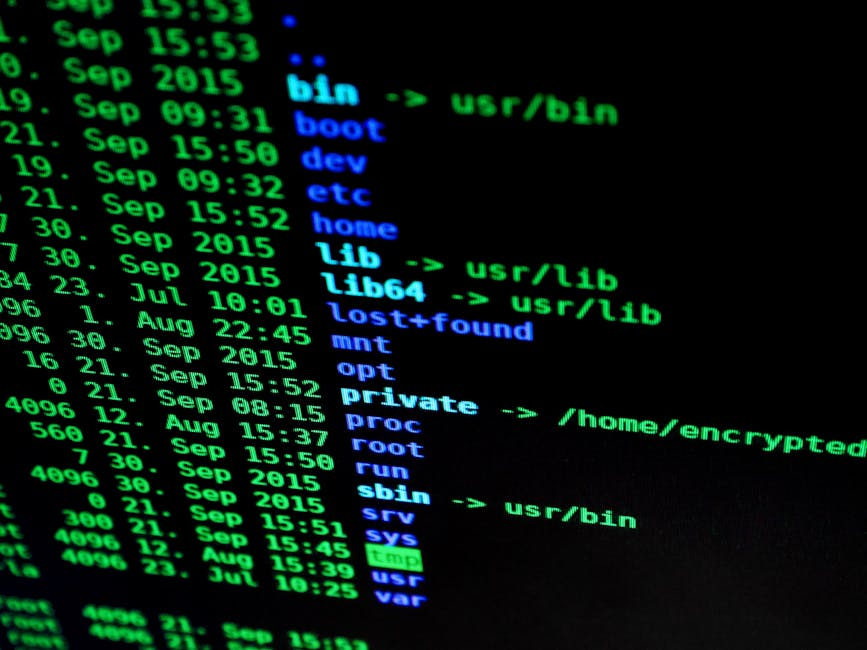 Sep 15:53 .
. Sep 15:53 ..
0. Sep 2015 bin -> usr/bin
19. Sep 09:31 boot
21. Sep 15:50 dev
19. Sep 09:32 etc
21. Sep 15:52 home
7 30. Sep 2015 lib -> usr/lib
7 30. Sep 2015 lib64 -> usr/lib
84 23. Jul 10:01 lost+found
096 1. Aug 22:45 mnt
096 30. Sep 2015 opt
16 21. Sep 15:52 private -> /home/encrypted
0 21. Sep 08:15 proc
4096 12. Aug 15:37 root
560 21. Sep 15:50 run
7 30. Sep 2015 sbin -> usr/bin
4096 30. Sep 2015 srv
0 21. Sep 15:51 sys
300 21. Sep 15:45 tmp
4096 12. Aug 15:39 usr
4096 23. Jul 10:25 var
root 4096 21. Sep 15:53
root 4096 21. Sep
root